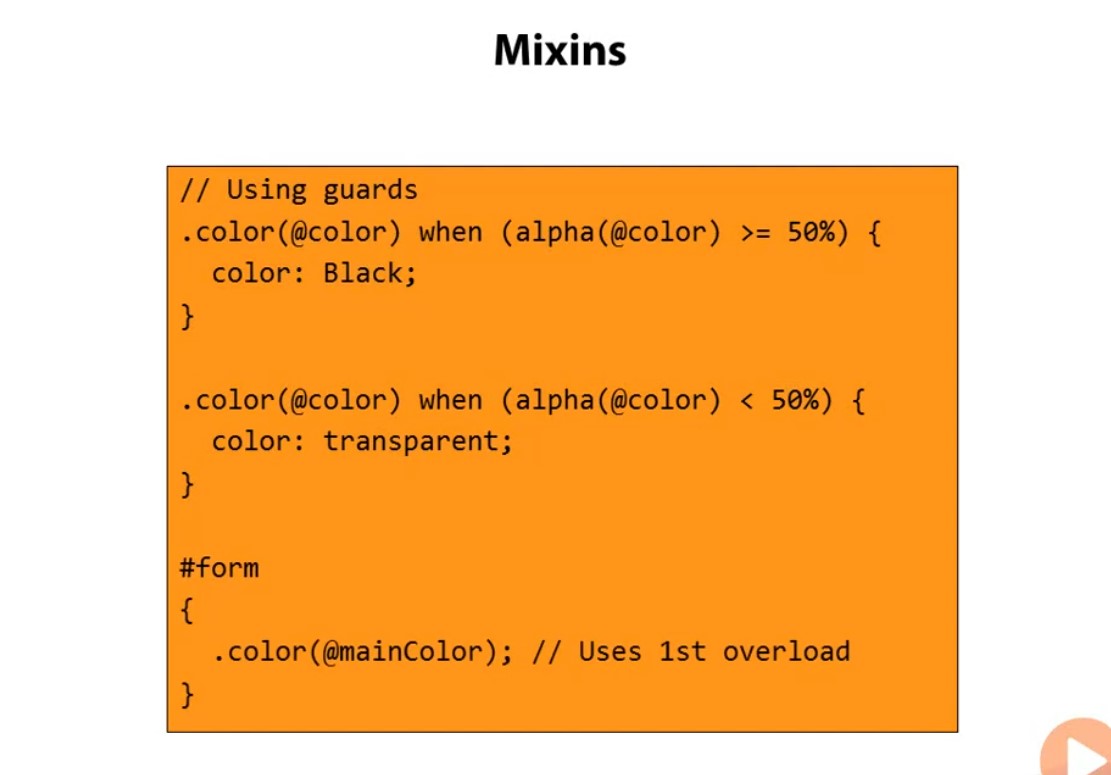 Mixins
// Using guards
.color(@color) when (alpha(@color) >= 50%) {
  color: Black;
}
.color(@color) when (alpha(@color) < 50%) {
  color: transparent;
}
#form
{
  .color(@mainColor); // Uses 1st overload
}